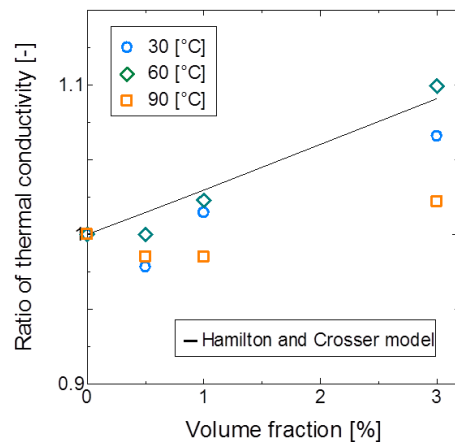 Ratio of thermal conductivity [-]
30 [°C]
60 [°C]
90 [°C]
1.1
1
0.9
Hamilton and Crosser model
0 1 2 3
Volume fraction [%]